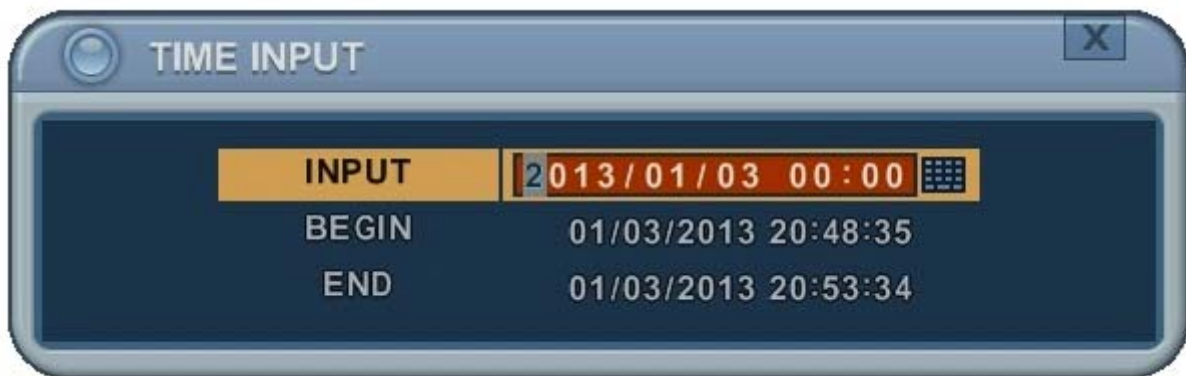 TIME INPUT X
INPUT 2013/01/03 00:00
BEGIN 01/03/2013 20:48:35
END 01/03/2013 20:53:34